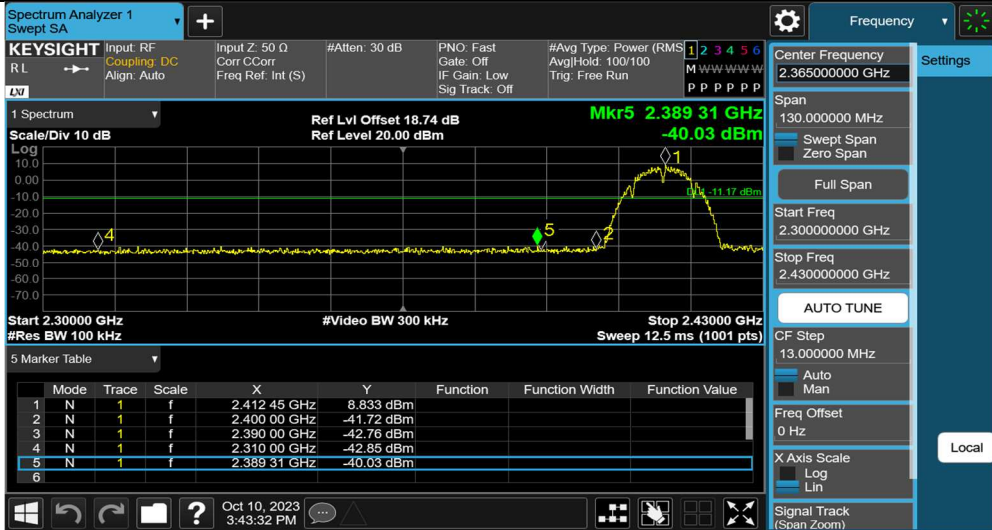 Spectrum Analyzer 1
Swept SA
+
Frequency
KEYSIGHT
RL
LXI
Input: RF
Coupling: DC
Align: Auto
Input Z: 50 Ω
Corr CCorr
Freq Ref: Int (S)
#Atten: 30 dB
PNO: Fast
Gate: Off
IF Gain: Low
Sig Track: Off
#Avg Type: Power (RMS
Avg|Hold: 100/100
Trig: Free Run
1 2 3 4 5 6
M W W W W W
P P P P P P
1 Spectrum
Scale/Div 10 dB
Ref Lvl Offset 18.74 dB
Ref Level 20.00 dBm
Mkr5 2.389 31 GHz
-40.03 dBm
Log
10.0
0.00
-10.0
-20.0
-30.0
-40.0
-50.0
-60.0
-70.0
1
-11.17 dBm
4
5
2
Start 2.30000 GHz
#Res BW 100 kHz
#Video BW 300 kHz
Stop 2.43000 GHz
Sweep 12.5 ms (1001 pts)
5 Marker Table
Mode Trace Scale X Y Function Function Width Function Value
1 N 1 f 2.412 45 GHz 8.833 dBm
2 N 1 f 2.400 00 GHz -41.72 dBm
3 N 1 f 2.390 00 GHz -42.76 dBm
4 N 1 f 2.310 00 GHz -42.85 dBm
5 N 1 f 2.389 31 GHz -40.03 dBm
6
?
Oct 10, 2023
3:43:32 PM
Center Frequency
2.365000000 GHz
Span
130.000000 MHz
Swept Span
Zero Span
Full Span
Start Freq
2.300000000 GHz
Stop Freq
2.430000000 GHz
AUTO TUNE
CF Step
13.000000 MHz
Auto
Man
Freq Offset
0 Hz
X Axis Scale
Log
Lin
Signal Track
(Span Zoom)
Settings
Local